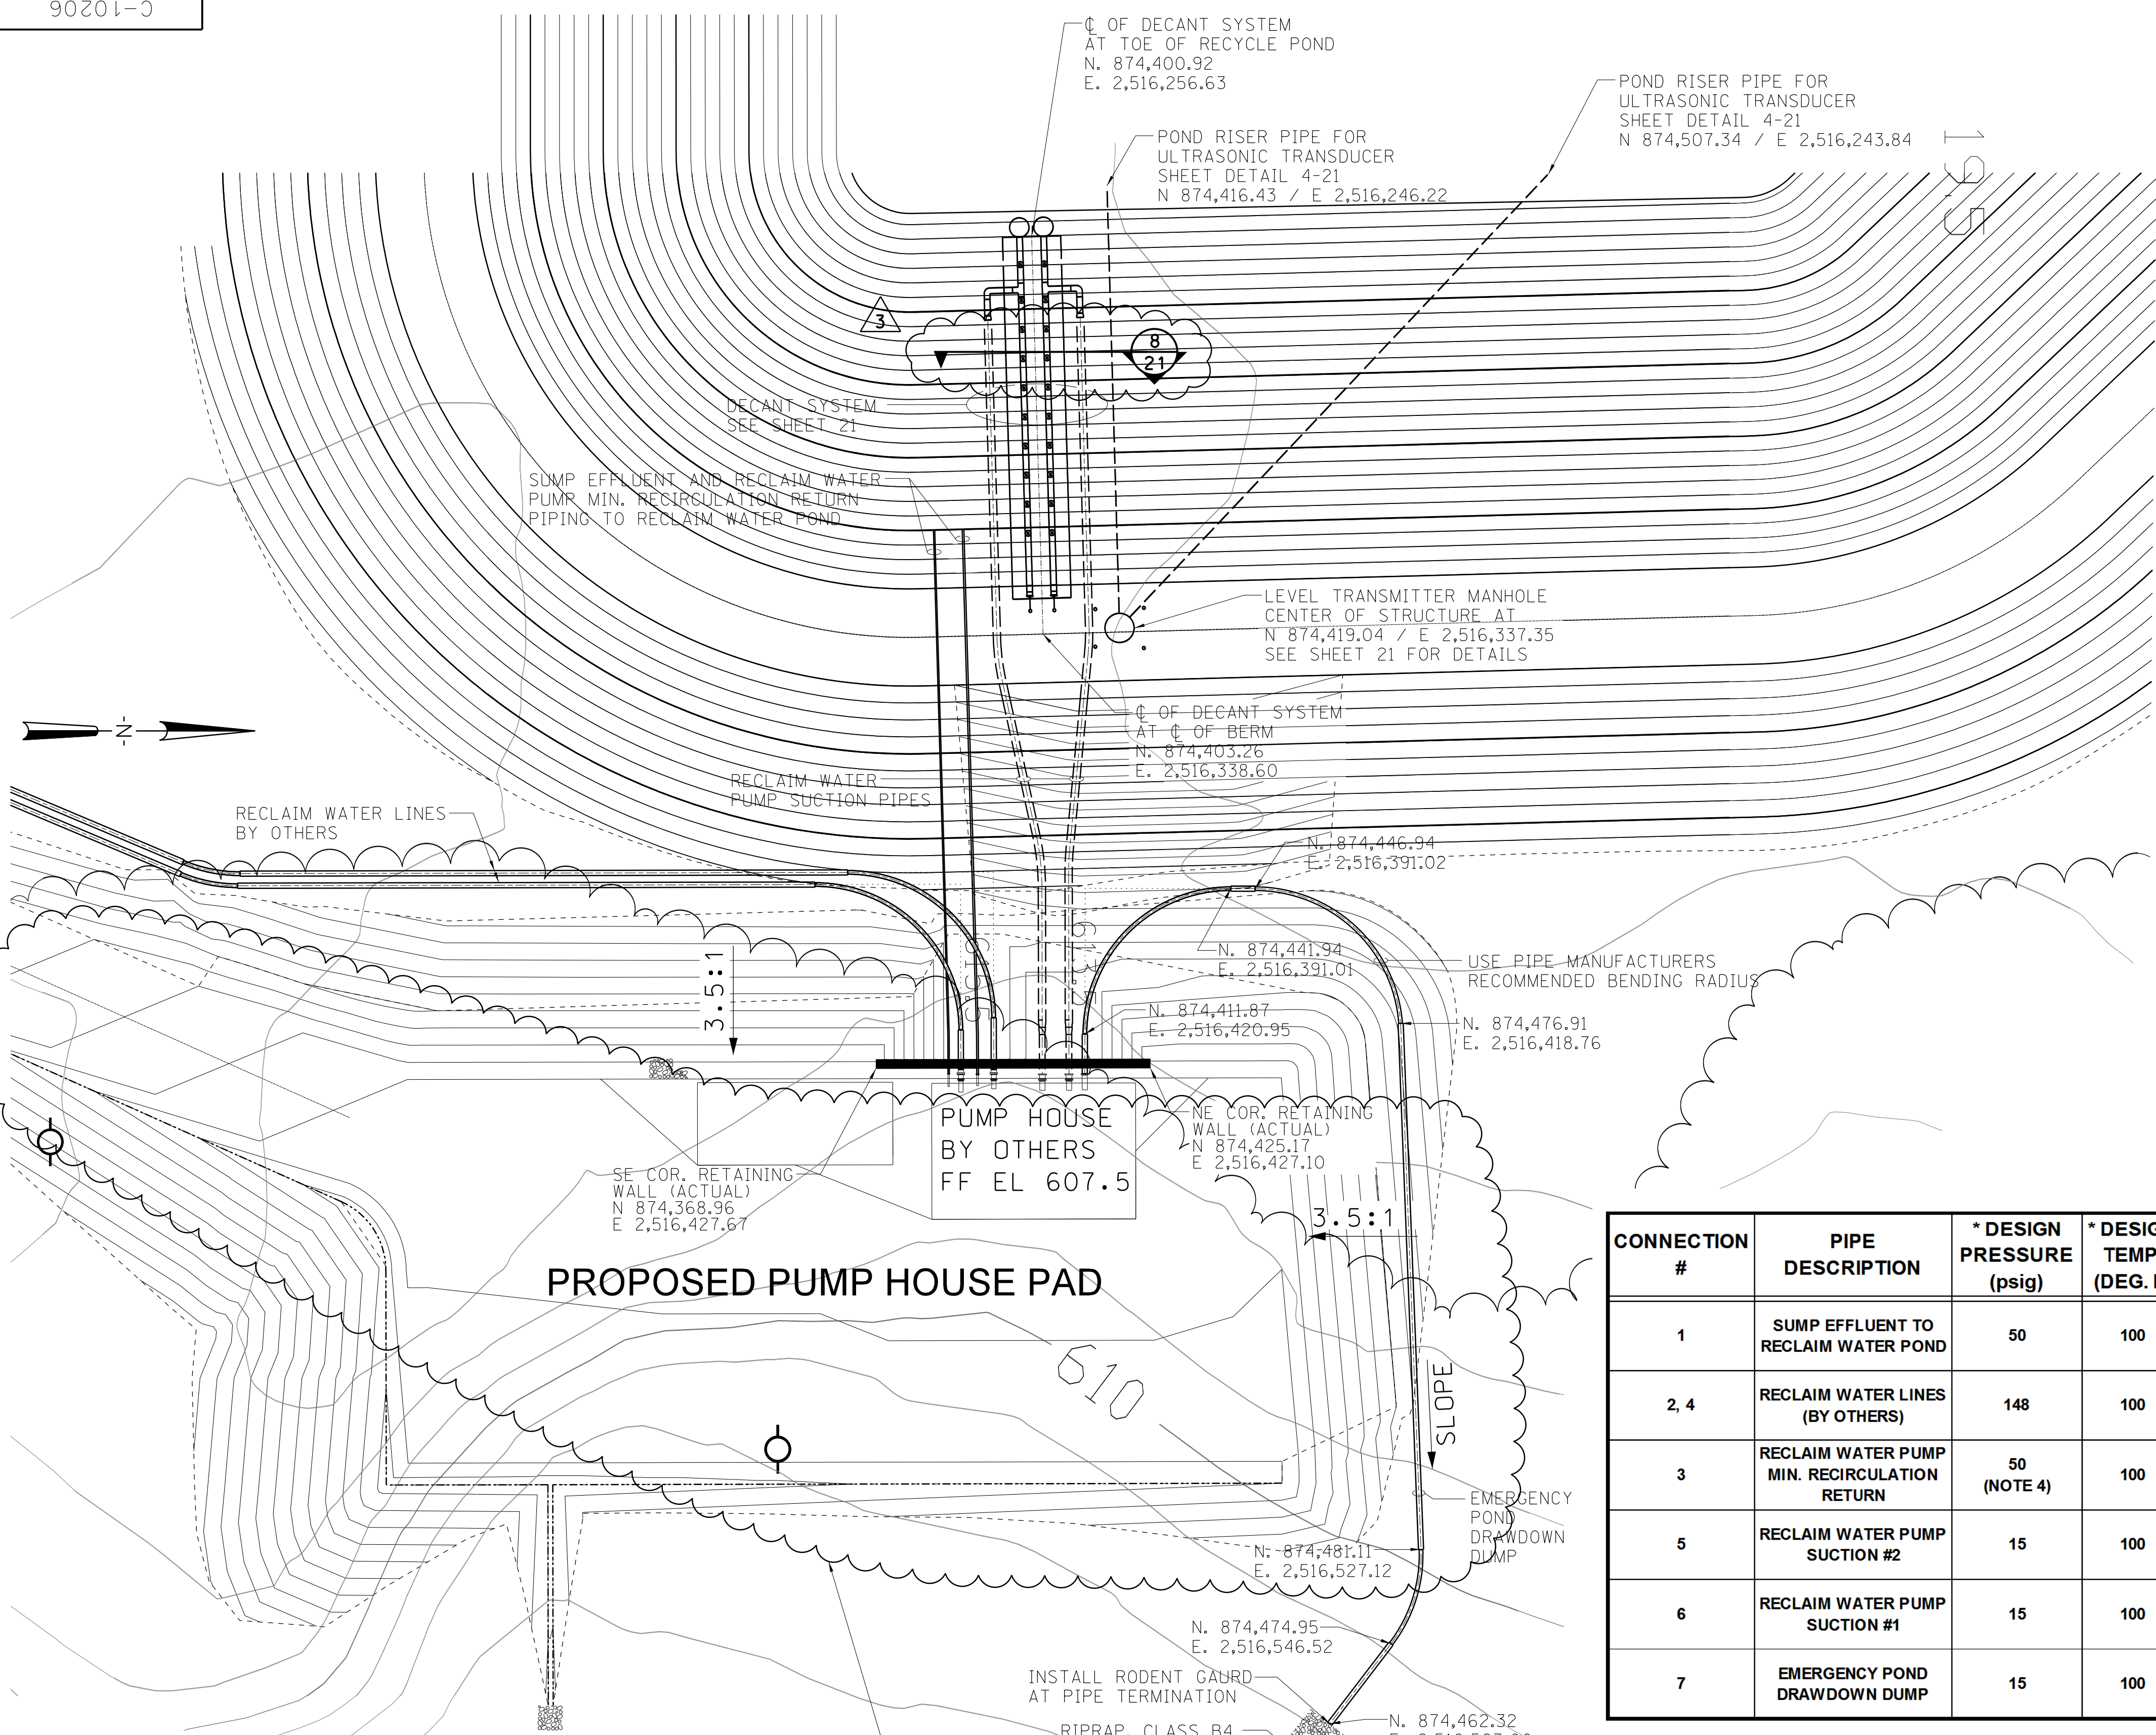 C-10206
℄ OF DECANT SYSTEM
AT TOE OF RECYCLE POND
N. 874,400.92
E. 2,516,256.63
POND RISER PIPE FOR
ULTRASONIC TRANSDUCER
SHEET DETAIL 4-21
N 874,507.34 / E 2,516,243.84
POND RISER PIPE FOR
ULTRASONIC TRANSDUCER
SHEET DETAIL 4-21
N 874,416.43 / E 2,516,246.22
3
8
21
DECANT SYSTEM
SEE SHEET 21
SUMP EFFLUENT AND RECLAIM WATER
PUMP MIN. RECIRCULATION RETURN
PIPING TO RECLAIM WATER POND
LEVEL TRANSMITTER MANHOLE
CENTER OF STRUCTURE AT
N 874,419.04 / E 2,516,337.35
SEE SHEET 21 FOR DETAILS
N
℄ OF DECANT SYSTEM
AT ℄ OF BERM
N. 874,403.26
E. 2,516,338.60
RECLAIM WATER
PUMP SUCTION PIPES
RECLAIM WATER LINES
BY OTHERS
N. 874,446.94
E. 2,516,391.02
N. 874,441.94
E. 2,516,391.01
USE PIPE MANUFACTURERS
RECOMMENDED BENDING RADIUS
3.5:1
N. 874,411.87
E. 2,516,420.95
N. 874,476.91
E. 2,516,418.76
PUMP HOUSE
BY OTHERS
FF EL 607.5
NE COR. RETAINING
WALL (ACTUAL)
N 874,425.17
E 2,516,427.10
SE COR. RETAINING
WALL (ACTUAL)
N 874,368.96
E 2,516,427.67
3.5:1
PROPOSED PUMP HOUSE PAD
610
SLOPE
EMERGENCY
POND
DRAWDOWN
DUMP
N. 874,481.11
E. 2,516,527.12
N. 874,474.95
E. 2,516,546.52
INSTALL RODENT GAURD
AT PIPE TERMINATION
RIPRAP, CLASS B4
N. 874,462.32
CONNECTION # PIPE DESCRIPTION * DESIGN PRESSURE (psig) * DESIG TEMP (DEG.
1 SUMP EFFLUENT TO RECLAIM WATER POND 50 100
2, 4 RECLAIM WATER LINES (BY OTHERS) 148 100
3 RECLAIM WATER PUMP MIN. RECIRCULATION RETURN 50 (NOTE 4) 100
5 RECLAIM WATER PUMP SUCTION #2 15 100
6 RECLAIM WATER PUMP SUCTION #1 15 100
7 EMERGENCY POND DRAWDOWN DUMP 15 100